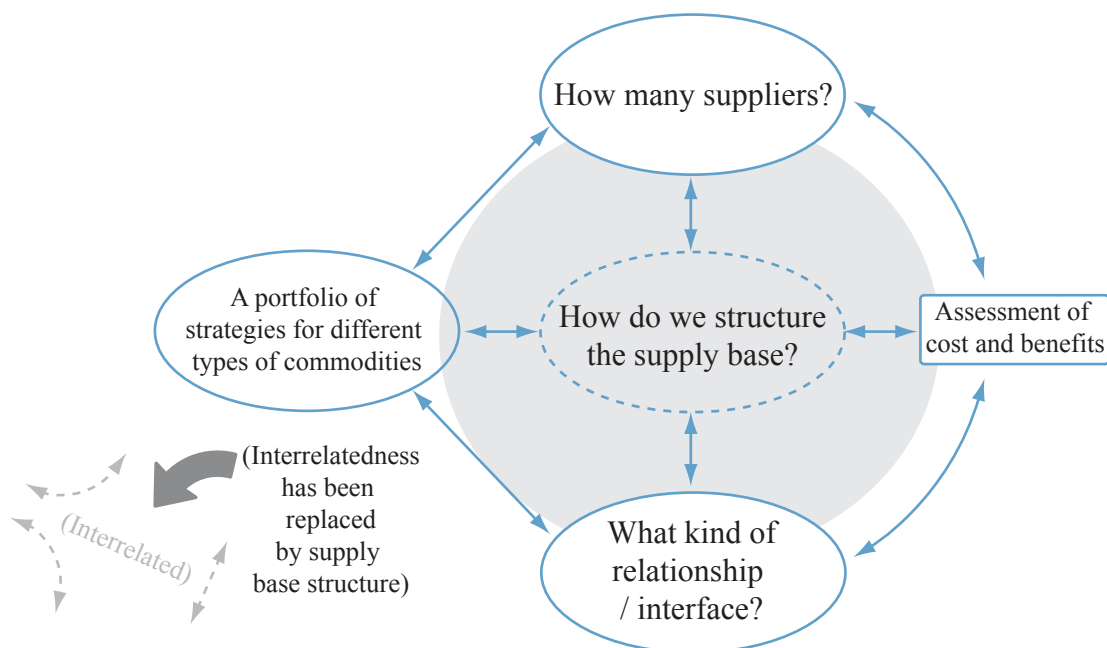 How many suppliers?
A portfolio of
strategies for different
types of commodities
How do we structure
the supply base?
Assessment of
cost and benefits
(Interrelatedness
has been
replaced
by supply
base structure)
(Interrelated)
What kind of
relationship
/ interface?